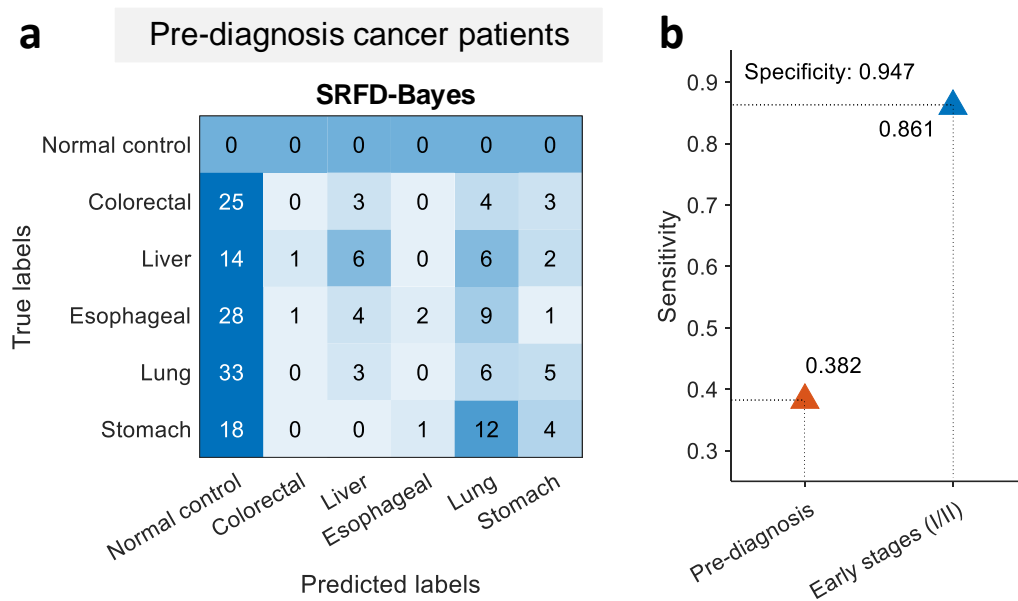 a
Pre-diagnosis cancer patients
SRFD-Bayes
True labels
Normal control 0 0 0 0 0 0
Colorectal 25 0 3 0 4 3
Liver 14 1 6 0 6 2
Esophageal 28 1 4 2 9 1
Lung 33 0 3 0 6 5
Stomach 18 0 0 1 12 4
Normal control Colorectal Liver Esophageal Lung Stomach
Predicted labels
b
Specificity: 0.947
Sensitivity
0.9
0.861
0.8
0.7
0.6
0.5
0.382
0.4
0.3
Pre-diagnosis Early stages (I/II)